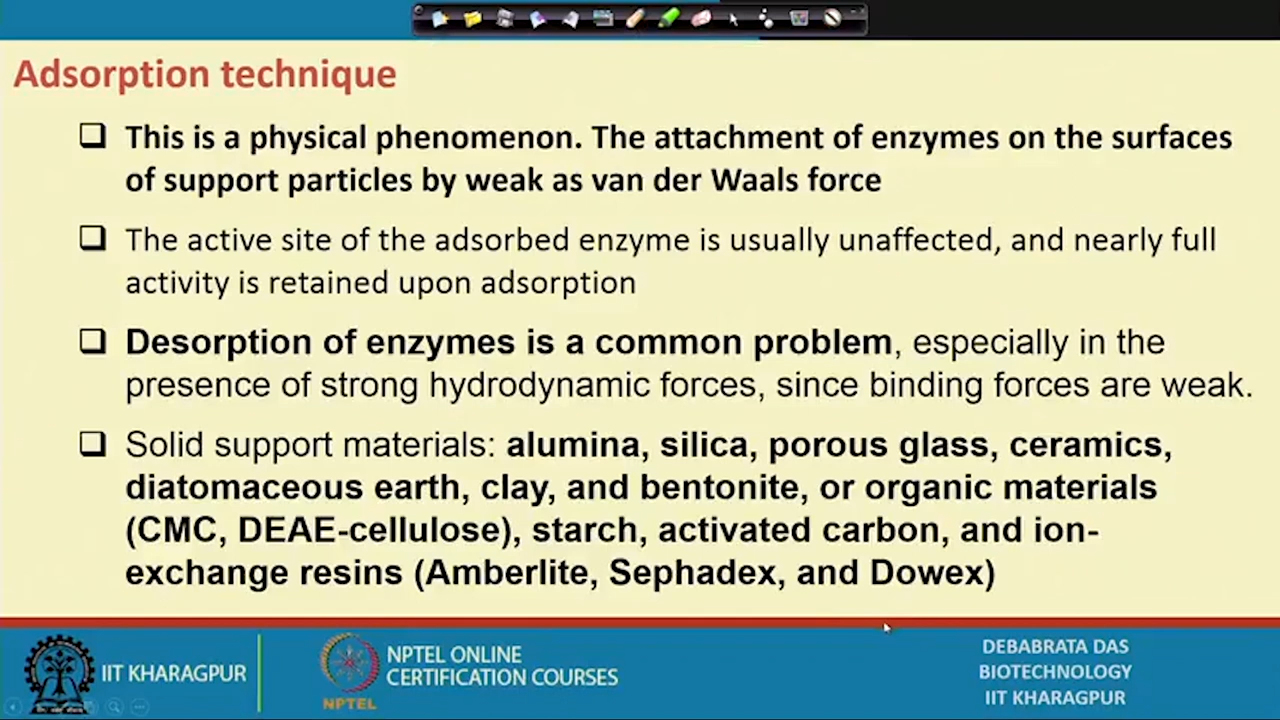 Adsorption technique
❑ This is a physical phenomenon. The attachment of enzymes on the surfaces
of support particles by weak as van der Waals force
❑ The active site of the adsorbed enzyme is usually unaffected, and nearly full
activity is retained upon adsorption
❑ Desorption of enzymes is a common problem, especially in the
presence of strong hydrodynamic forces, since binding forces are weak.
❑ Solid support materials: alumina, silica, porous glass, ceramics,
diatomaceous earth, clay, and bentonite, or organic materials
(CMC, DEAE-cellulose), starch, activated carbon, and ion-
exchange resins (Amberlite, Sephadex, and Dowex)
IIT KHARAGPUR
NPTEL
NPTEL ONLINE
CERTIFICATION COURSES
DEBABRATA DAS
BIOTECHNOLOGY
IIT KHARAGPUR